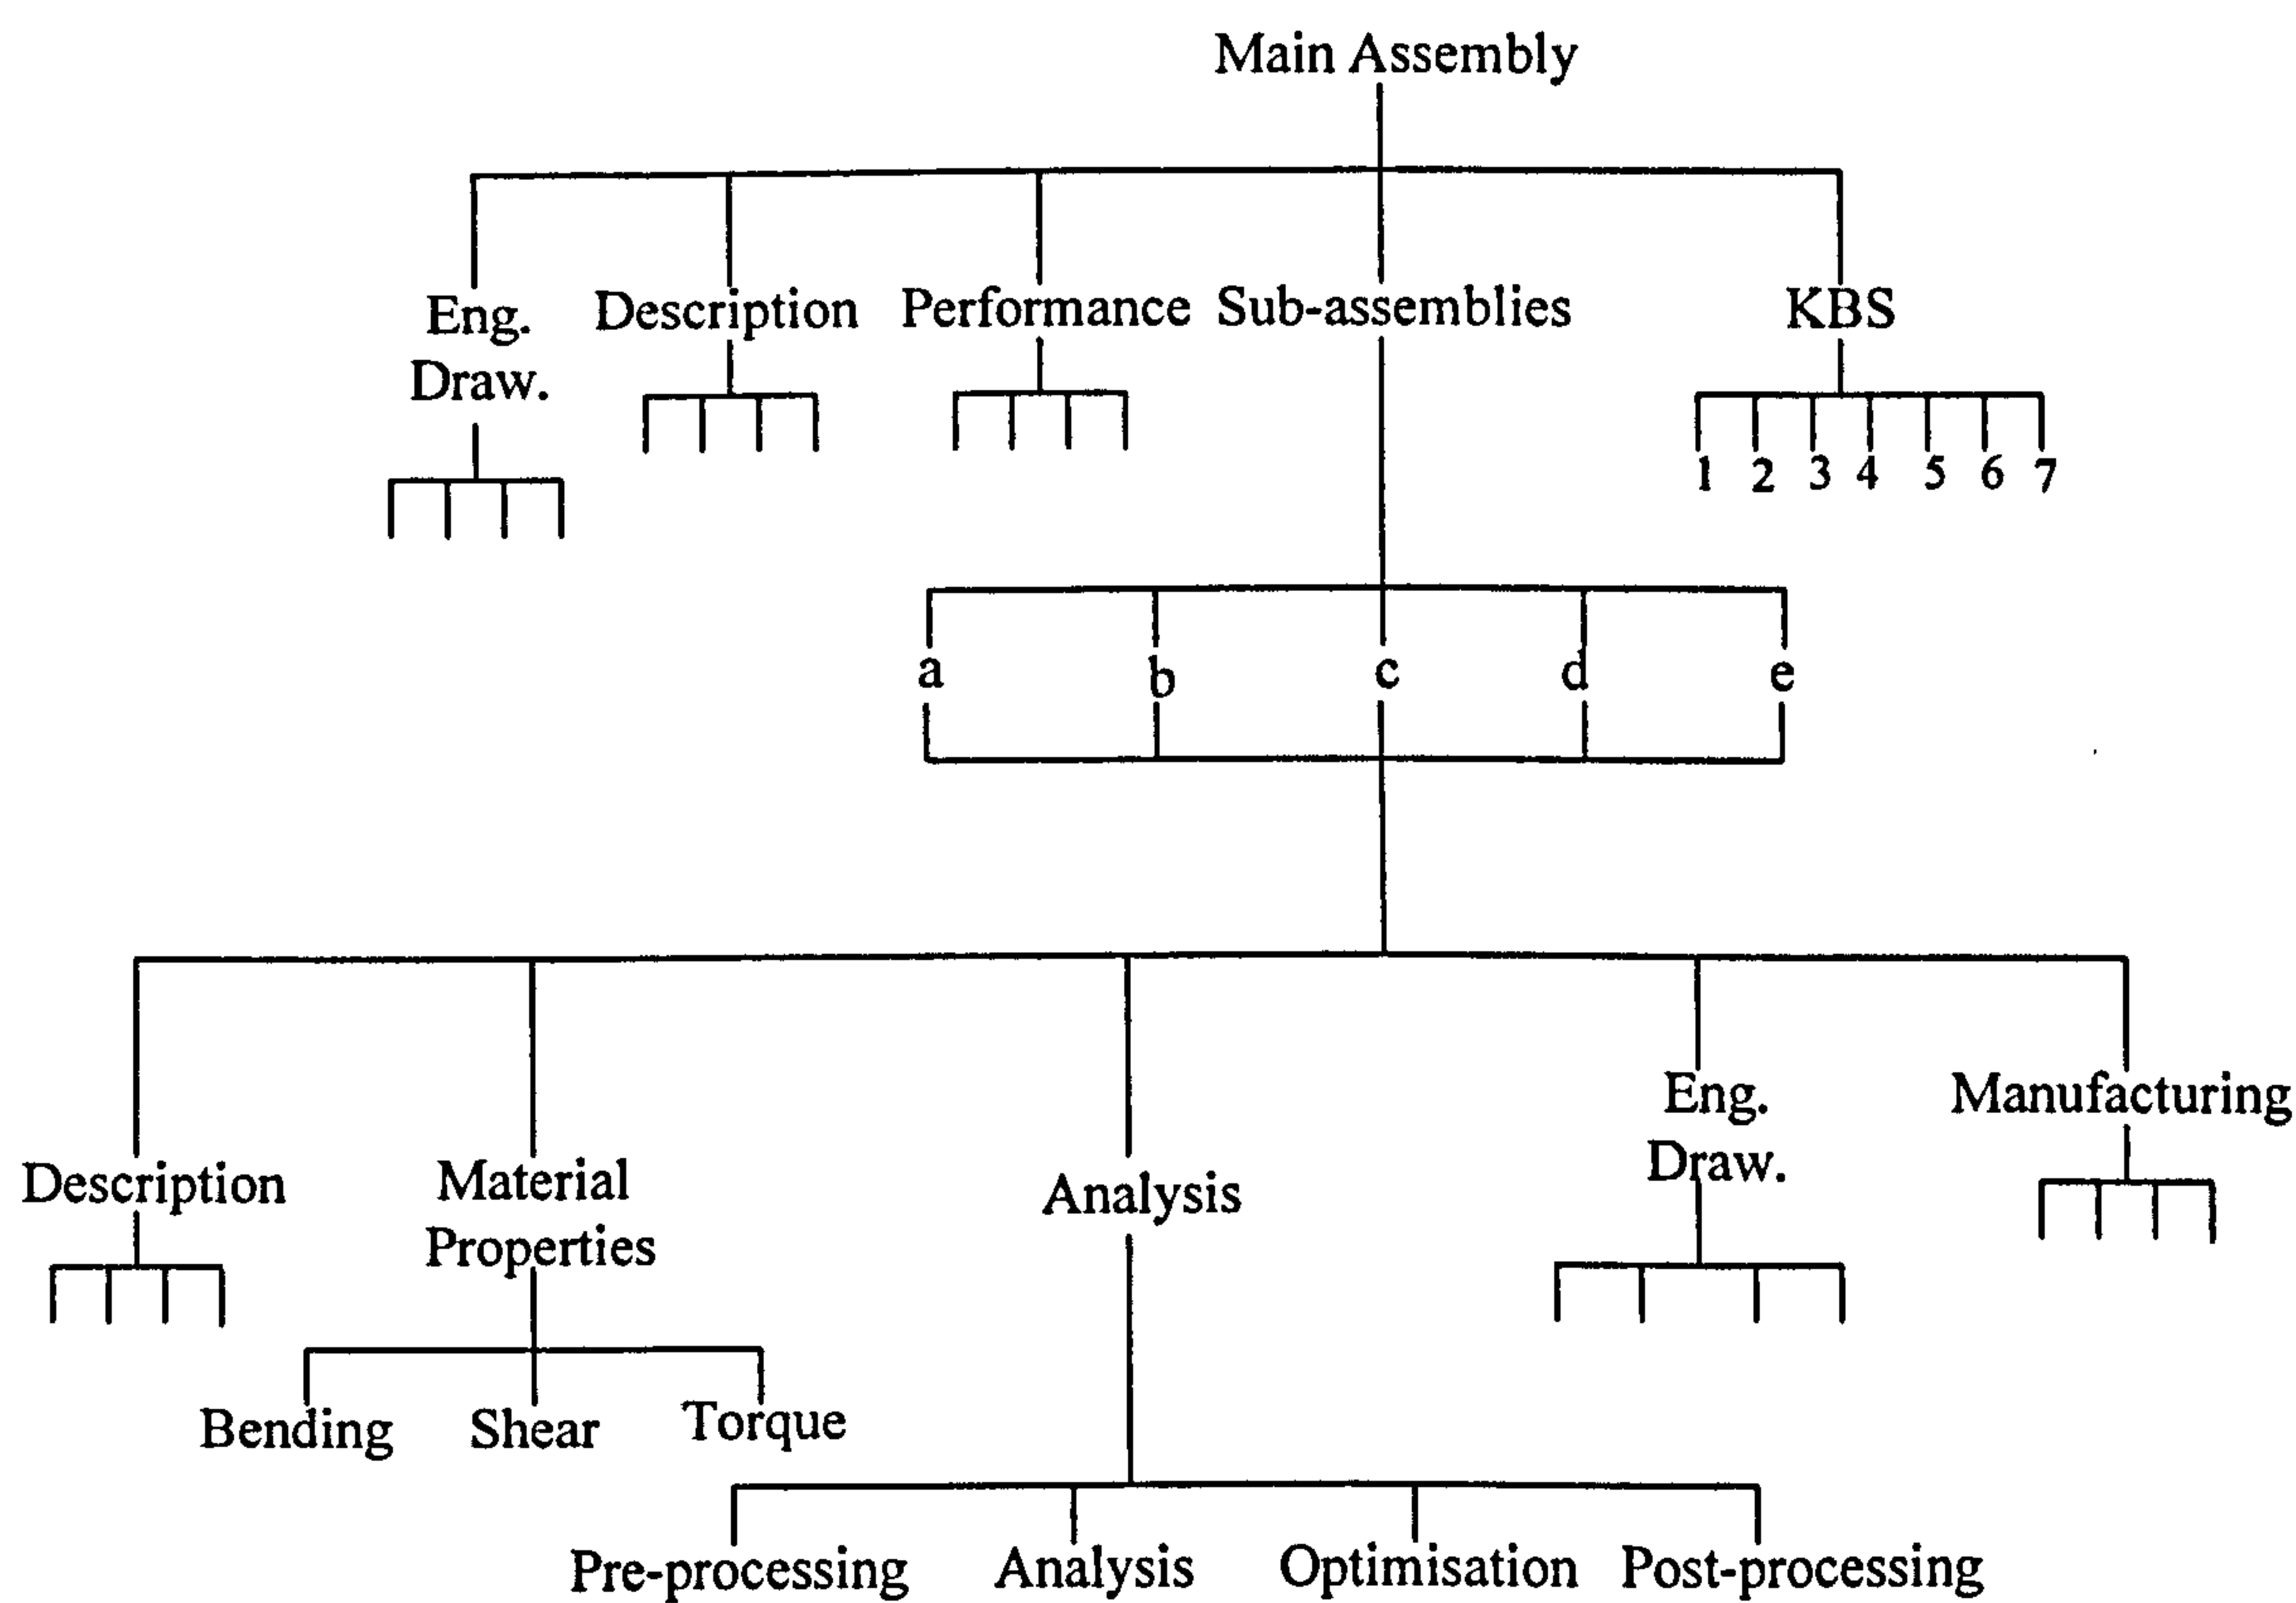 Main Assembly
Eng.
Draw.
Description
Performance
Sub-assemblies
KBS
1 2 3 4 5 6 7
a b c d e
Description
Material
Properties
Analysis
Eng.
Draw.
Manufacturing
Bending
Shear
Torque
Pre-processing
Analysis
Optimisation
Post-processing